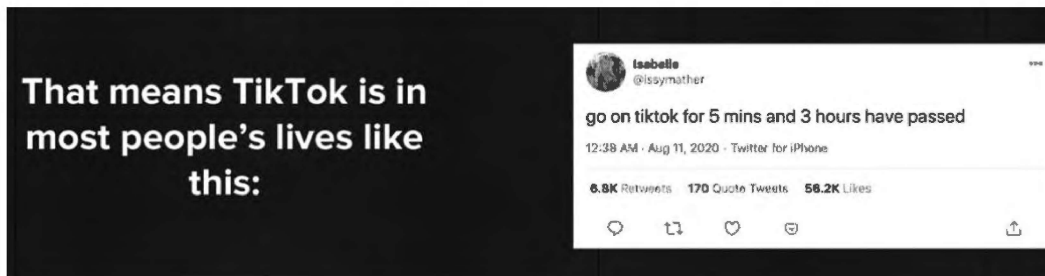 That means TikTok is in
most people's lives like
this:
Isabelle
@issymather
go on tiktok for 5 mins and 3 hours have passed
12:38 AM · Aug 11, 2020 · Twitter for iPhone
6.8K Retweets 170 Quote Tweets 56.2K Likes